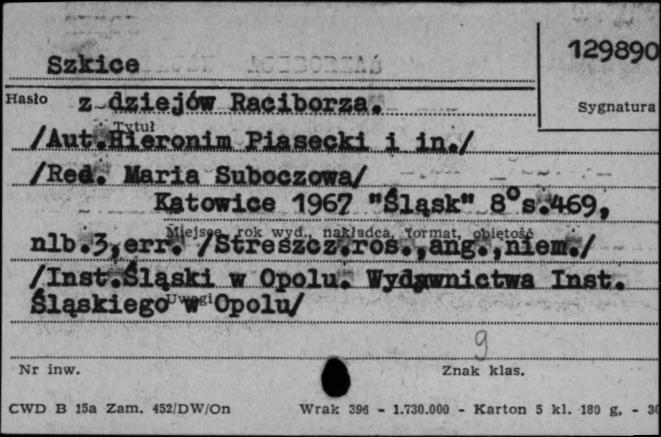 129890
Szkice
Hasło z dziejów Raciborza. Sygnatura
Tytuł
/Aut.Hieronim Piasecki i in./
/Red. Maria Suboczowa/
Katowice 1967 "Śląsk" 8° s.469,
Miejsce, rok wyd., nakładca, format, objętość
nlb.3,err. /Streszcz.ros.,ang.,niem./
/Inst.Śląski w Opolu. Wydawnictwa Inst.
Uwagi
Śląskiego w Opolu/
9
Nr inw. Znak klas.
CWD B 15a Zam. 452/DW/On Wrak 396 - 1.730.000 - Karton 5 kl. 180 g. -